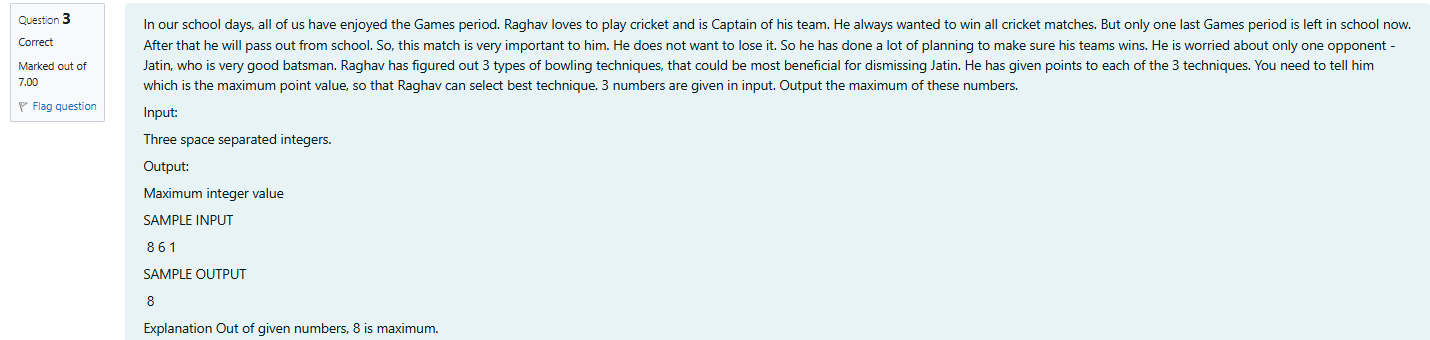 Question 3
Correct
Marked out of
7.00
Flag question
In our school days, all of us have enjoyed the Games period. Raghav loves to play cricket and is Captain of his team. He always wanted to win all cricket matches. But only one last Games period is left in school now.
After that he will pass out from school. So, this match is very important to him. He does not want to lose it. So he has done a lot of planning to make sure his teams wins. He is worried about only one opponent -
Jatin, who is very good batsman. Raghav has figured out 3 types of bowling techniques, that could be most beneficial for dismissing Jatin. He has given points to each of the 3 techniques. You need to tell him
which is the maximum point value, so that Raghav can select best technique. 3 numbers are given in input. Output the maximum of these numbers.
Input:
Three space separated integers.
Output:
Maximum integer value
SAMPLE INPUT
8 6 1
SAMPLE OUTPUT
8
Explanation Out of given numbers, 8 is maximum.